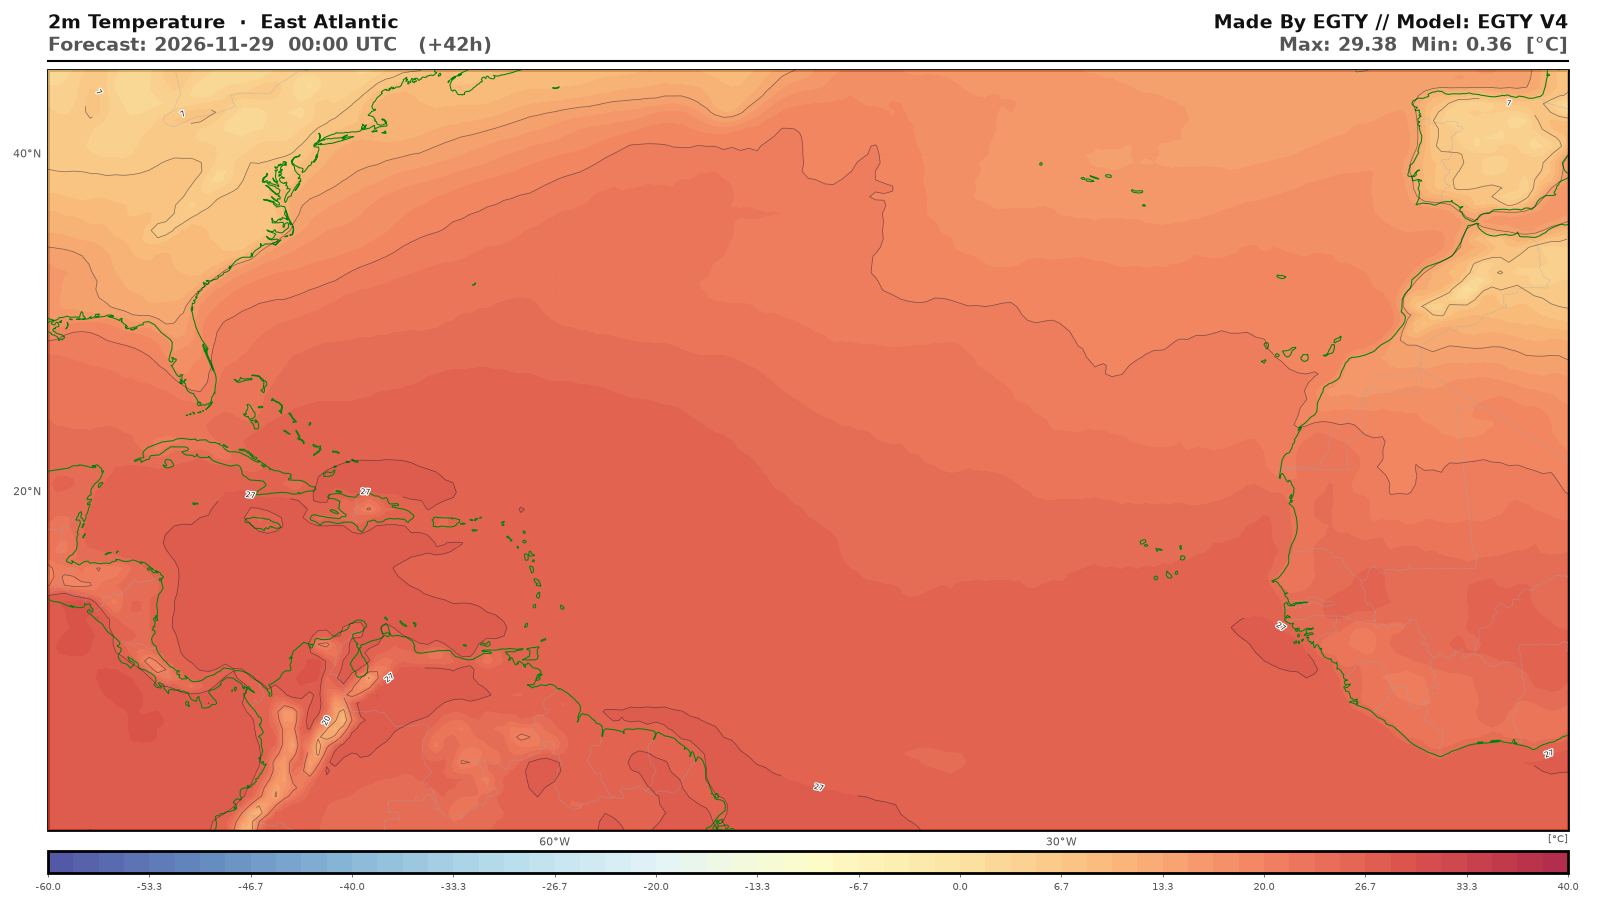 2m Temperature · East Atlantic
Made By EGTY // Model: EGTY V4
Forecast: 2026-11-29 00:00 UTC (+42h)
Max: 29.38 Min: 0.36 [°C]
7
7
7
40°N
20°N
27
27
27
27
20
27
27
60°W
30°W
[°C]
-60.0 -53.3 -46.7 -40.0 -33.3 -26.7 -20.0 -13.3 -6.7 0.0 6.7 13.3 20.0 26.7 33.3 40.0